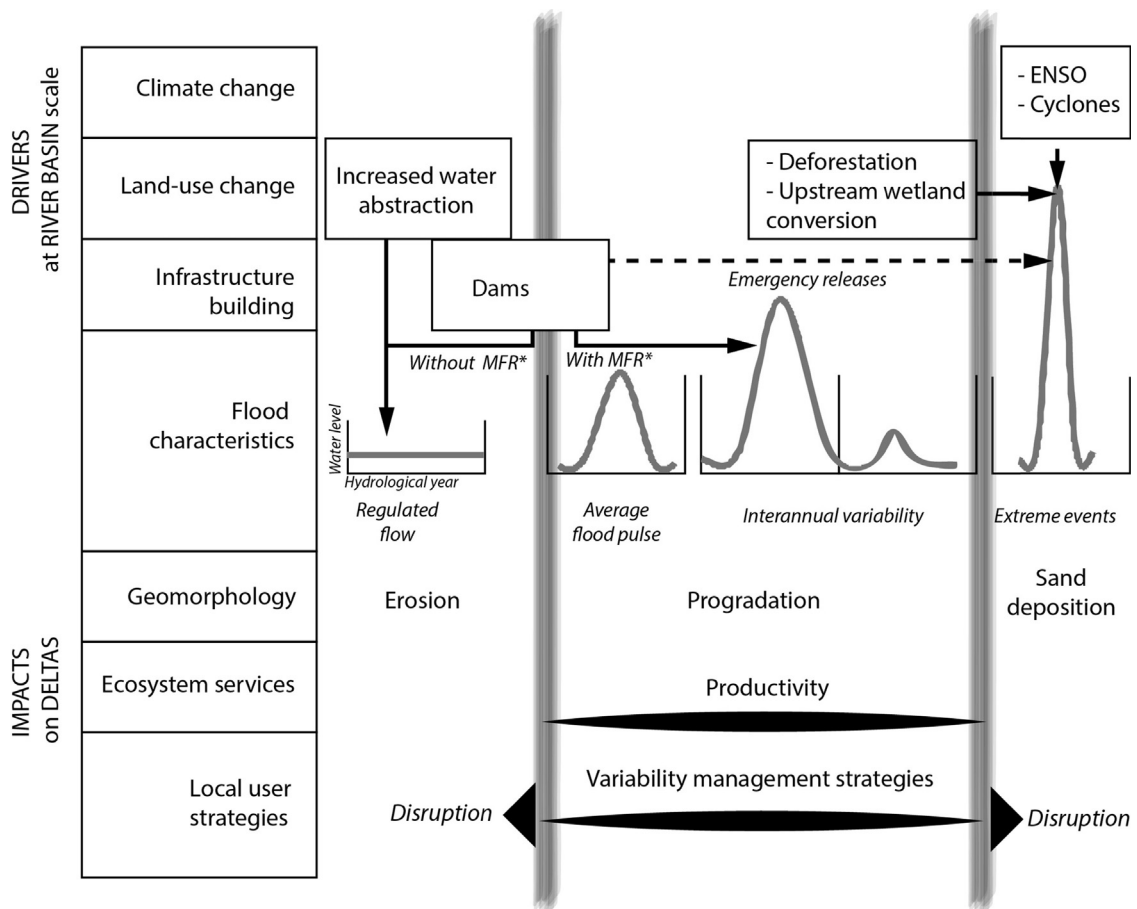 DRIVERS
at RIVER BASIN scale
Climate change
Land-use change
Infrastructure
building
Flood
characteristics
IMPACTS
on DELTAS
Geomorphology
Ecosystem services
Local user
strategies
Increased water
abstraction
Dams
- Deforestation
- Upstream wetland
conversion
- ENSO
- Cyclones
Emergency releases
Without MFR*
With MFR*
Water level
Hydrological year
Regulated
flow
Average
flood pulse
Interannual variability
Extreme events
Erosion
Progradation
Sand
deposition
Productivity
Variability management strategies
Disruption
Disruption